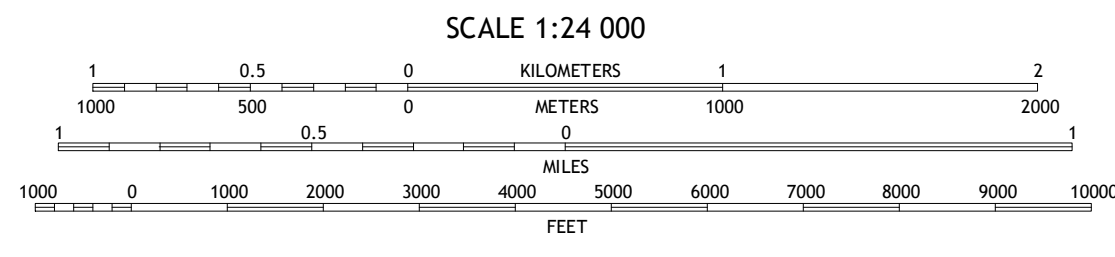 SCALE 1:24 000
1 0.5 0 KILOMETERS 1 2
1000 500 0 METERS 1000 2000
1 0.5 0 1
MILES
1000 0 1000 2000 3000 4000 5000 6000 7000 8000 9000 10000
FEET